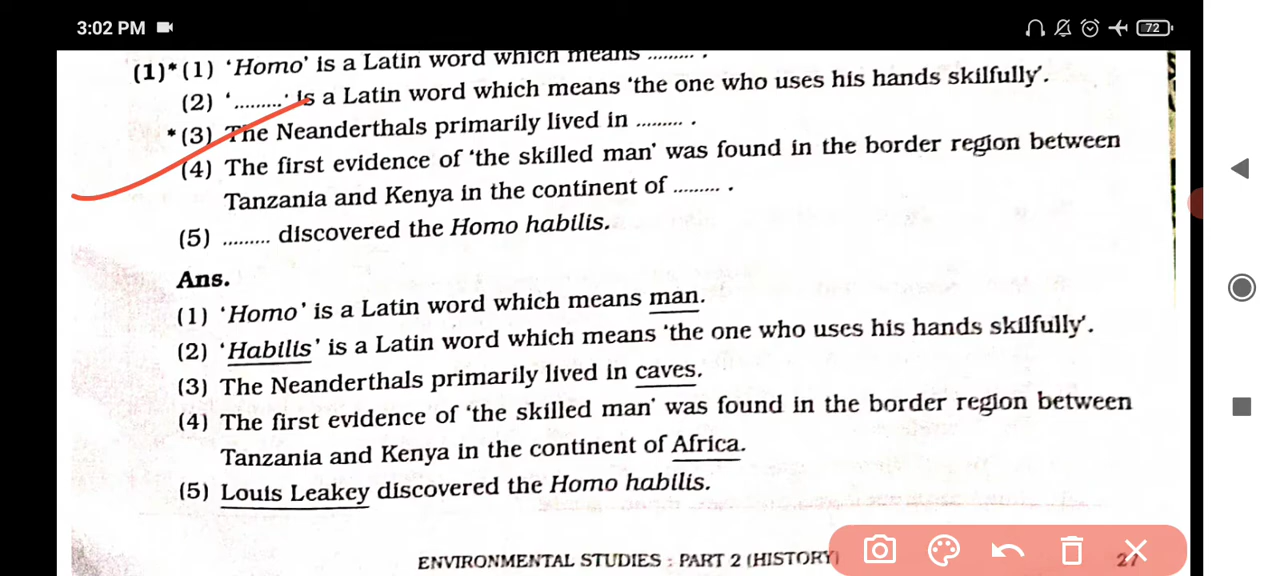 3:02 PM
72
(1)* (1) ‘Homo’ is a Latin word which means ......... .
(2) ‘.........’ is a Latin word which means ‘the one who uses his hands skilfully’.
*(3) The Neanderthals primarily lived in ......... .
(4) The first evidence of ‘the skilled man’ was found in the border region between
Tanzania and Kenya in the continent of ......... .
(5) ......... discovered the Homo habilis.
Ans.
(1) ‘Homo’ is a Latin word which means man.
(2) ‘Habilis’ is a Latin word which means ‘the one who uses his hands skilfully’.
(3) The Neanderthals primarily lived in caves.
(4) The first evidence of ‘the skilled man’ was found in the border region between
Tanzania and Kenya in the continent of Africa.
(5) Louis Leakey discovered the Homo habilis.
ENVIRONMENTAL STUDIES : PART 2 (HISTORY)
27